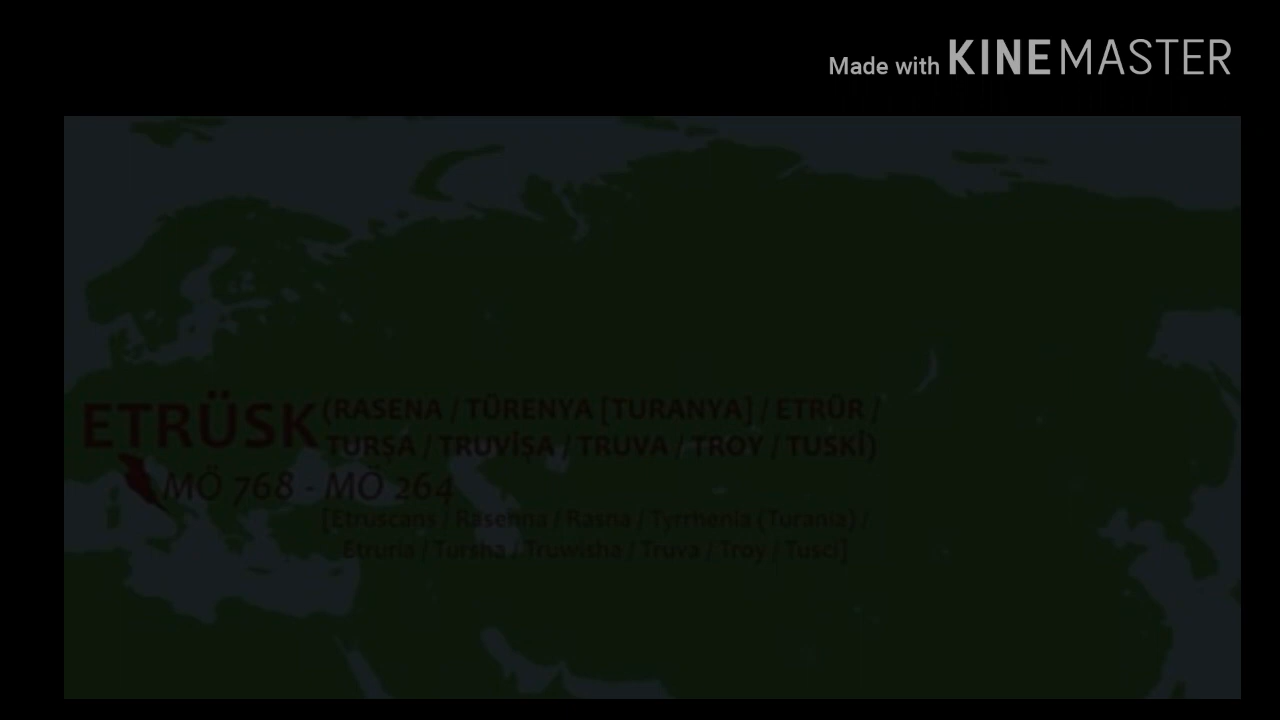 Made with KINEMASTER
ETRÜSK (RASENA / TÜRENYA [TURANYA] / ETRÜR /
TURŞA / TRUVİŞA / TRUVA / TROY / TUSKİ)
MÖ 768 - MÖ 264
[Etruscans / Rasenna / Rasna / Tyrrhenia (Turania) /
Etruria / Tursha / Truwisha / Truva / Troy / Tusci]